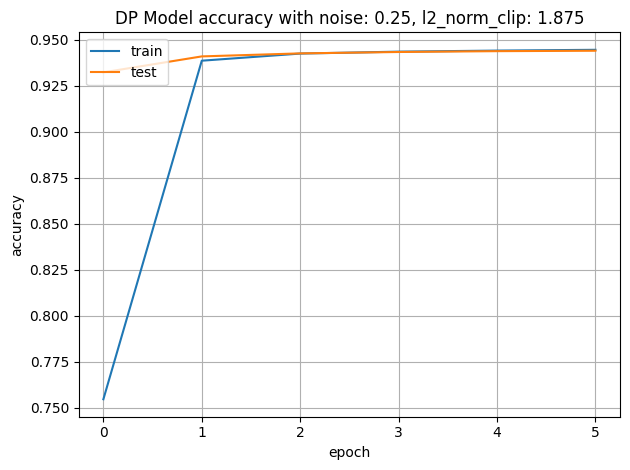 DP Model accuracy with noise: 0.25, l2_norm_clip: 1.875
train
test
0.950
0.925
0.900
0.875
0.850
0.825
0.800
0.775
0.750
accuracy
0 1 2 3 4 5
epoch